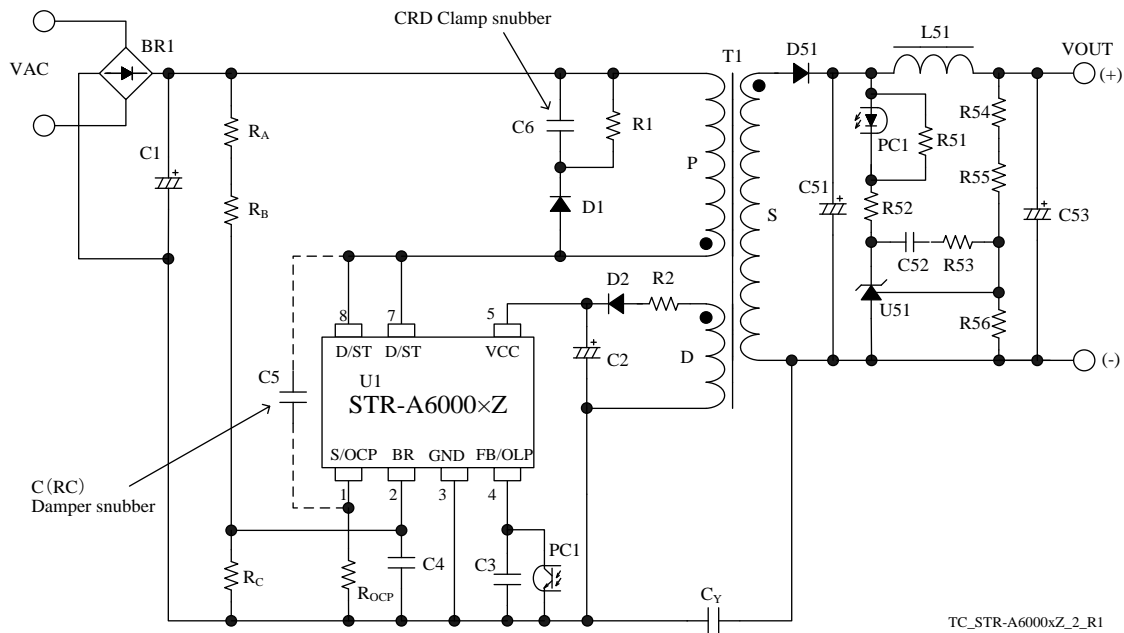 CRD Clamp snubber
VAC
BR1
C1
+
RA
RB
C6
R1
D1
P
T1
S
D51
L51
VOUT
(+)
PC1
R51
R54
R55
C51
+
R52
C52
R53
C53
+
U51
R56
(-)
D2
R2
C2
+
D
8
7
5
D/ST
D/ST
VCC
C5
U1
STR-A6000×Z
S/OCP
BR
GND
FB/OLP
1
2
3
4
C(RC)
Damper snubber
RC
ROCP
C4
C3
PC1
CY
TC_STR-A6000xZ_2_R1